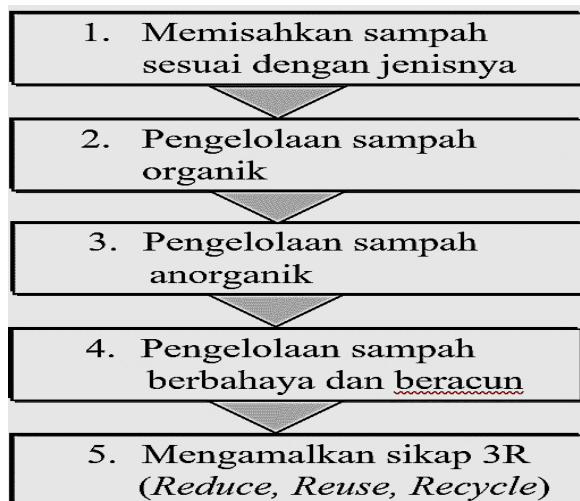 1. Memisahkan sampah
sesuai dengan jenisnya
2. Pengelolaan sampah
organik
3. Pengelolaan sampah
anorganik
4. Pengelolaan sampah
berbahaya dan beracun
5. Mengamalkan sikap 3R
(Reduce, Reuse, Recycle)